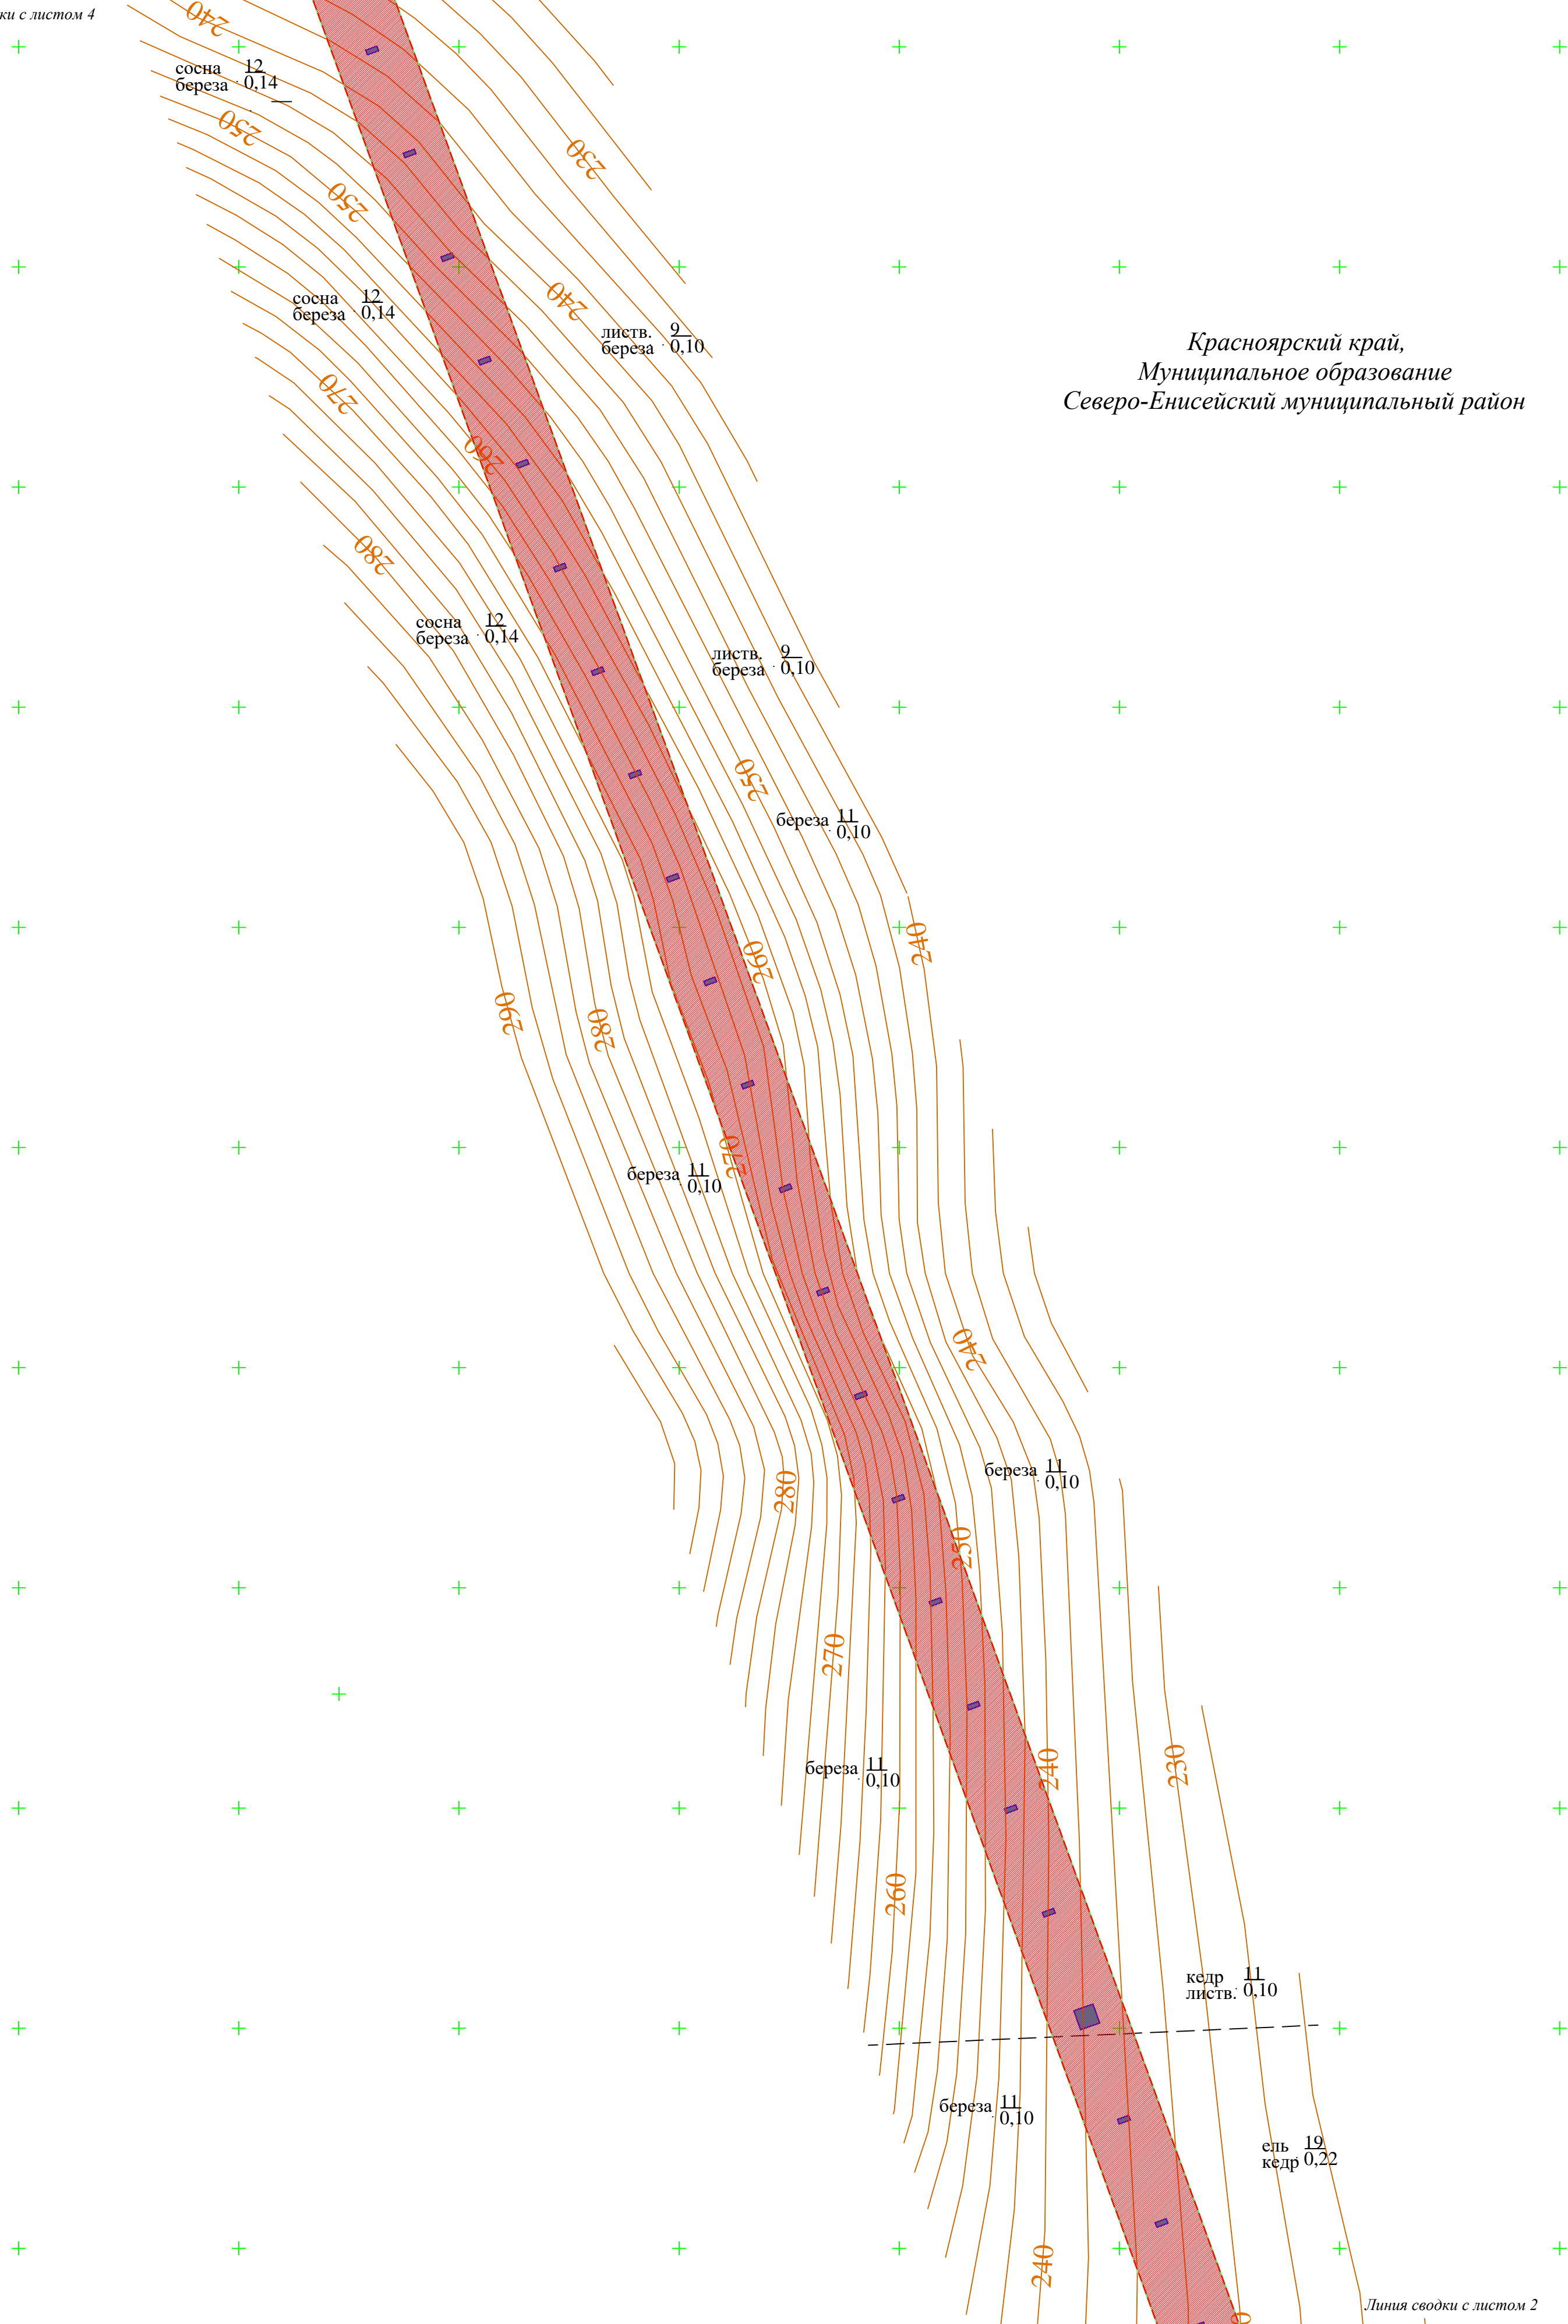 ки с листом 4
240
сосна 12
береза 0,14
250
230
250
240
сосна 12
береза 0,14
листв. 9
береза 0,10
Красноярский край,
Муниципальное образование
Северо-Енисейский муниципальный район
270
260
280
сосна 12
береза 0,14
листв. 9
береза 0,10
250
береза 11
0,10
240
260
290
280
270
береза 11
0,10
240
береза 11
0,10
280
250
270
240
230
береза 11
0,10
260
кедр 11
листв. 0,10
береза 11
0,10
ель 19
кедр 0,22
240
Линия сводки с листом 2